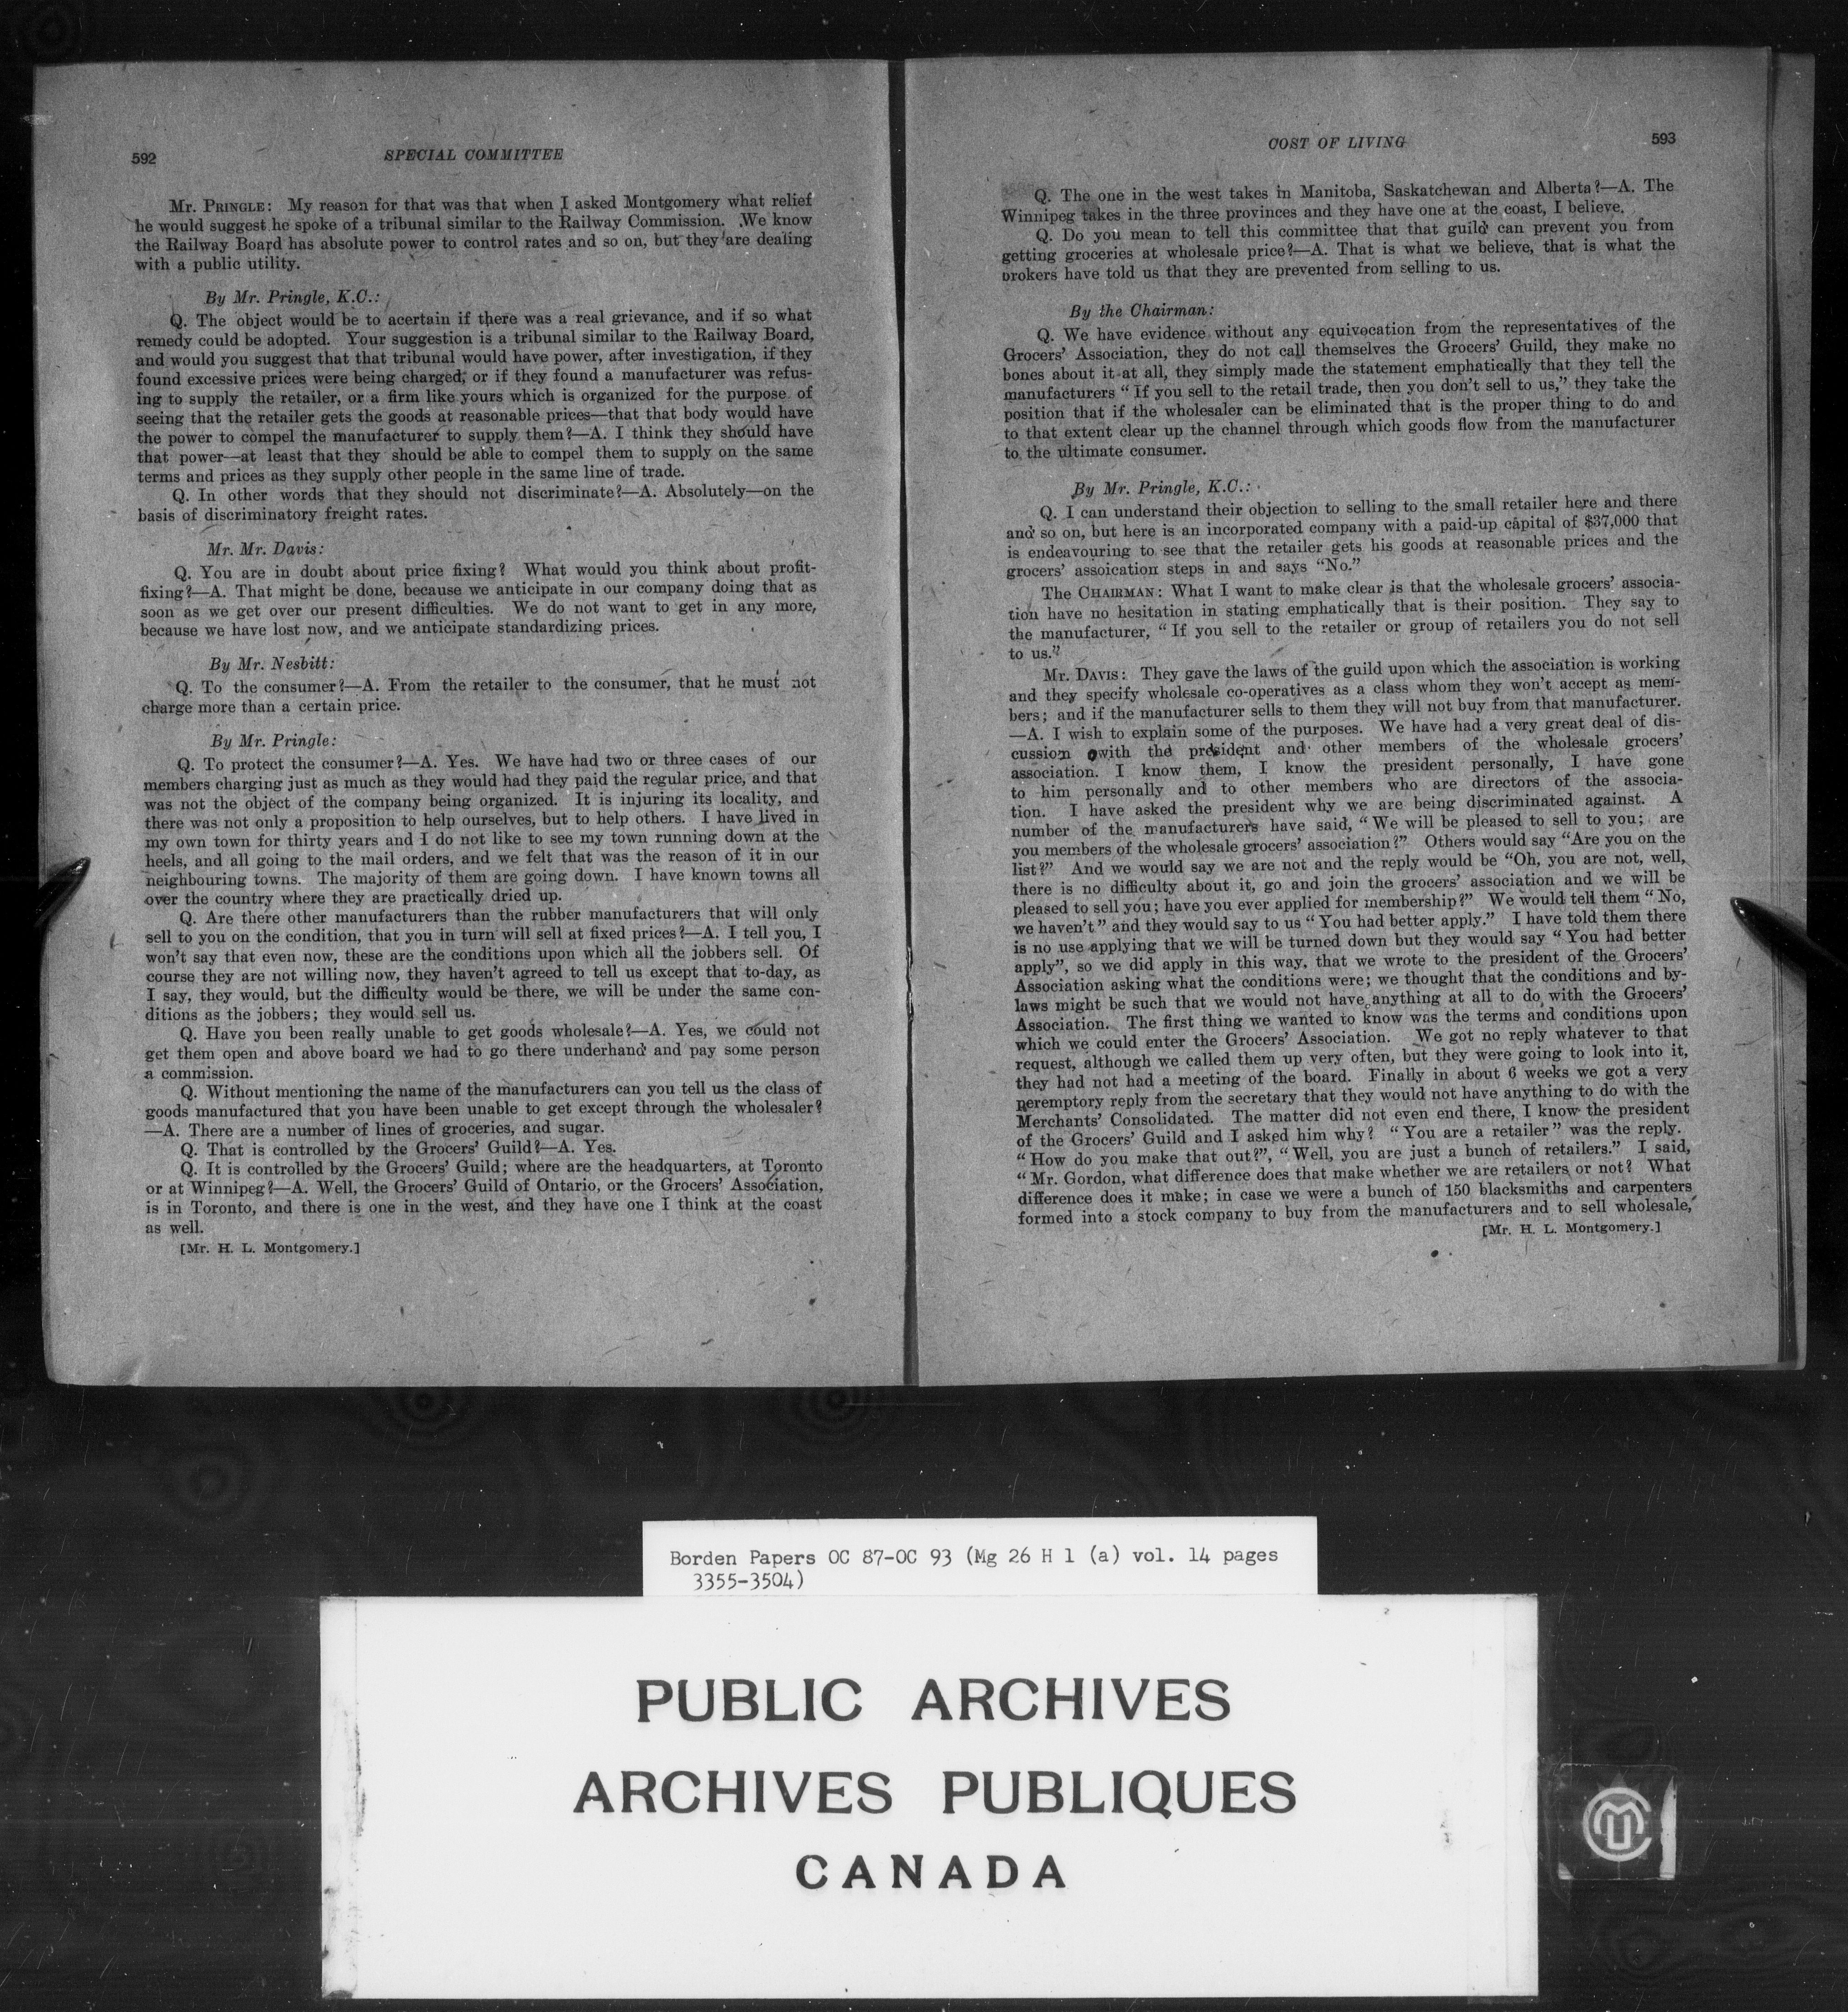 592
SPECIAL COMMITTEE
Mr. PRINGLE: My reason for that was that when I asked Montgomery what relief
he would suggest he spoke of a tribunal similar to the Railway Commission. We know
the Railway Board has absolute power to control rates and so on, but they are dealing
with a public utility.
By Mr. Pringle, K.C.:
Q. The object would be to acertain if there was a real grievance, and if so what
remedy could be adopted. Your suggestion is a tribunal similar to the Railway Board,
and would you suggest that that tribunal would have power, after investigation, if they
found excessive prices were being charged, or if they found a manufacturer was refus-
ing to supply the retailer, or a firm like yours which is organized for the purpose of
seeing that the retailer gets the goods at reasonable prices—that that body would have
the power to compel the manufacturer to supply them?—A. I think they should have
that power—at least that they should be able to compel them to supply on the same
terms and prices as they supply other people in the same line of trade.
Q. In other words that they should not discriminate?—A. Absolutely—on the
basis of discriminatory freight rates.
Mr. Mr. Davis:
Q. You are in doubt about price fixing? What would you think about profit-
fixing?—A. That might be done, because we anticipate in our company doing that as
soon as we get over our present difficulties. We do not want to get in any more,
because we have lost now, and we anticipate standardizing prices.
By Mr. Nesbitt:
Q. To the consumer?—A. From the retailer to the consumer, that he must not
charge more than a certain price.
By Mr. Pringle:
Q. To protect the consumer?—A. Yes. We have had two or three cases of our
members charging just as much as they would had they paid the regular price, and that
was not the object of the company being organized. It is injuring its locality, and
there was not only a proposition to help ourselves, but to help others. I have lived in
my own town for thirty years and I do not like to see my town running down at the
heels, and all going to the mail orders, and we felt that was the reason of it in our
neighbouring towns. The majority of them are going down. I have known towns all
over the country where they are practically dried up.
Q. Are there other manufacturers than the rubber manufacturers that will only
sell to you on the condition, that you in turn will sell at fixed prices?—A. I tell you, I
won't say that even now, these are the conditions upon which all the jobbers sell. Of
course they are not willing now, they haven't agreed to tell us except that to-day, as
I say, they would, but the difficulty would be there, we will be under the same con-
ditions as the jobbers; they would sell us.
Q. Have you been really unable to get goods wholesale?—A. Yes, we could not
get them open and above board we had to go there underhand and pay some person
a commission.
Q. Without mentioning the name of the manufacturers can you tell us the class of
goods manufactured that you have been unable to get except through the wholesaler?
—A. There are a number of lines of groceries, and sugar.
Q. That is controlled by the Grocers' Guild?—A. Yes.
Q. It is controlled by the Grocers' Guild; where are the headquarters, at Toronto
or at Winnipeg?—A. Well, the Grocers' Guild of Ontario, or the Grocers' Association,
is in Toronto, and there is one in the west, and they have one I think at the coast
as well.
[Mr. H. L. Montgomery.]
COST OF LIVING
593
Q. The one in the west takes in Manitoba, Saskatchewan and Alberta?—A. The
Winnipeg takes in the three provinces and they have one at the coast, I believe.
Q. Do you mean to tell this committee that that guild can prevent you from
getting groceries at wholesale price?—A. That is what we believe, that is what the
brokers have told us that they are prevented from selling to us.
By the Chairman:
Q. We have evidence without any equivocation from the representatives of the
Grocers' Association, they do not call themselves the Grocers' Guild, they make no
bones about it at all, they simply made the statement emphatically that they tell the
manufacturers "If you sell to the retail trade, then you don't sell to us," they take the
position that if the wholesaler can be eliminated that is the proper thing to do and
to that extent clear up the channel through which goods flow from the manufacturer
to the ultimate consumer.
By Mr. Pringle, K.C.:
Q. I can understand their objection to selling to the small retailer here and there
and so on, but here is an incorporated company with a paid-up capital of $37,000 that
is endeavouring to see that the retailer gets his goods at reasonable prices and the
grocers' assoication steps in and says "No."
The CHAIRMAN: What I want to make clear is that the wholesale grocers' associa-
tion have no hesitation in stating emphatically that is their position. They say to
the manufacturer, "If you sell to the retailer or group of retailers you do not sell
to us."
Mr. DAVIS: They gave the laws of the guild upon which the association is working
and they specify wholesale co-operatives as a class whom they won't accept as mem-
bers; and if the manufacturer sells to them they will not buy from that manufacturer.
—A. I wish to explain some of the purposes. We have had a very great deal of dis-
cussion with the president and other members of the wholesale grocers'
association. I know them, I know the president personally, I have gone
to him personally and to other members who are directors of the associa-
tion. I have asked the president why we are being discriminated against. A
number of the manufacturers have said, "We will be pleased to sell to you; are
you members of the wholesale grocers' association?" Others would say "Are you on the
list?" And we would say we are not and the reply would be "Oh, you are not, well,
there is no difficulty about it, go and join the grocers' association and we will be
pleased to sell you; have you ever applied for membership?" We would tell them "No,
we haven't" and they would say to us "You had better apply." I have told them there
is no use applying that we will be turned down but they would say "You had better
apply", so we did apply in this way, that we wrote to the president of the Grocers'
Association asking what the conditions were; we thought that the conditions and by-
laws might be such that we would not have anything at all to do with the Grocers'
Association. The first thing we wanted to know was the terms and conditions upon
which we could enter the Grocers' Association. We got no reply whatever to that
request, although we called them up very often, but they were going to look into it,
they had not had a meeting of the board. Finally in about 6 weeks we got a very
peremptory reply from the secretary that they would not have anything to do with the
Merchants' Consolidated. The matter did not even end there, I know the president
of the Grocers' Guild and I asked him why? "You are a retailer" was the reply.
"How do you make that out?", "Well, you are just a bunch of retailers." I said,
"Mr. Gordon, what difference does that make whether we are retailers or not? What
difference does it make; in case we were a bunch of 150 blacksmiths and carpenters
formed into a stock company to buy from the manufacturers and to sell wholesale,
[Mr. H. L. Montgomery.]
Borden Papers OC 87-OC 93 (Mg 26 H 1 (a) vol. 14 pages
3355-3504)
PUBLIC ARCHIVES
ARCHIVES PUBLIQUES
CANADA